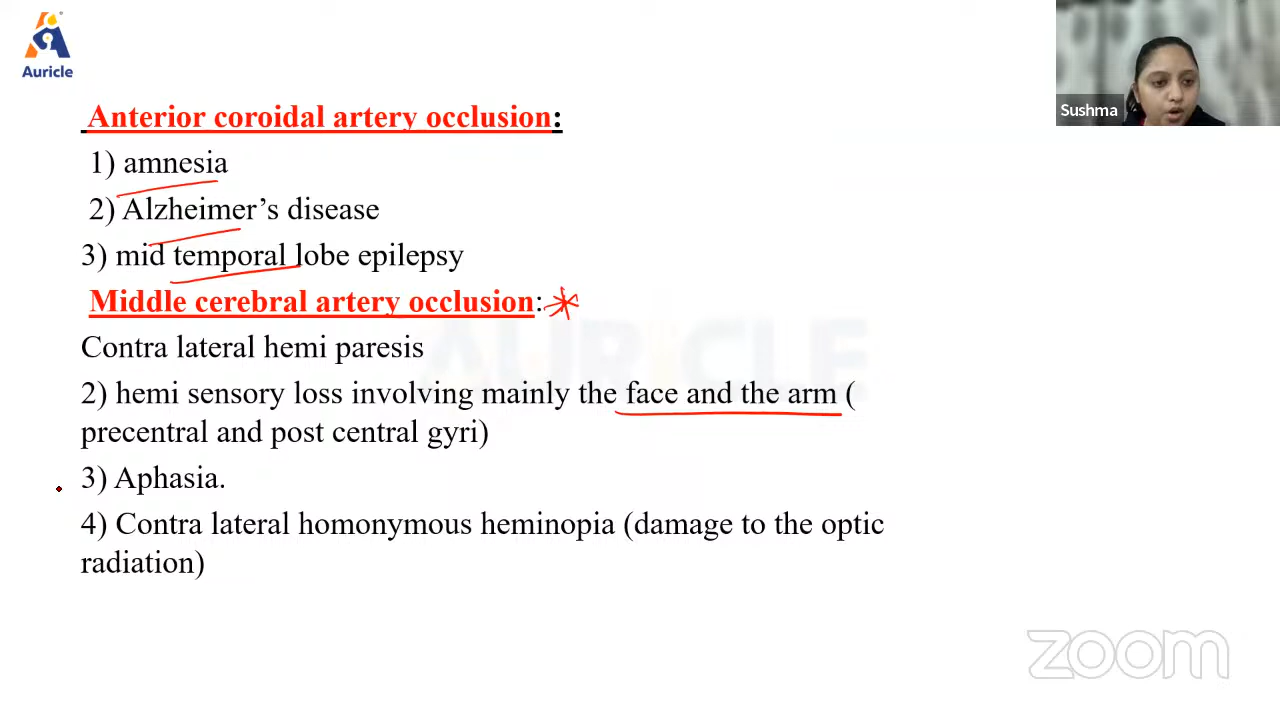 Auricle
Sushma
Anterior coroidal artery occlusion:
1) amnesia
2) Alzheimer’s disease
3) mid temporal lobe epilepsy
Middle cerebral artery occlusion:
Contra lateral hemi paresis
2) hemi sensory loss involving mainly the face and the arm (
precentral and post central gyri)
3) Aphasia.
4) Contra lateral homonymous heminopia (damage to the optic
radiation)
AURICLE
zoom